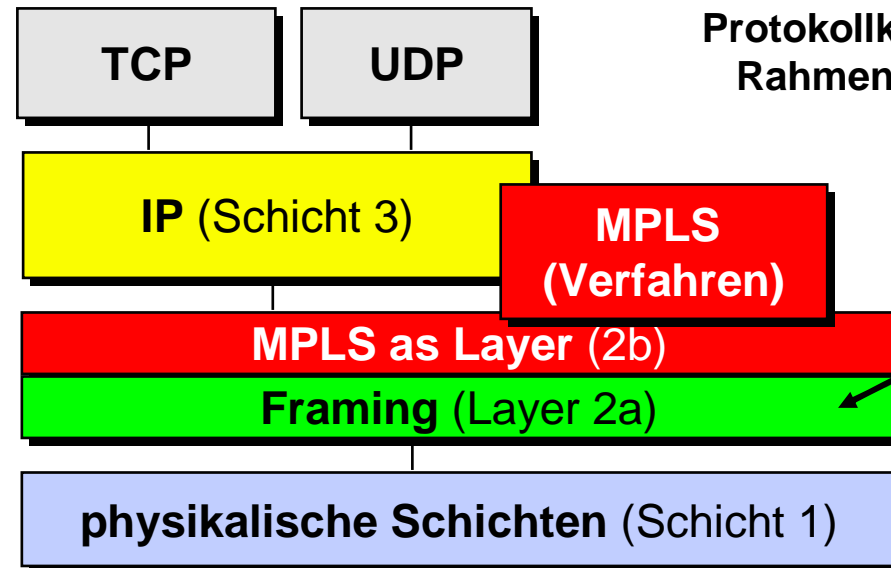 TCP
UDP
Protokollk
Rahmen
IP (Schicht 3)
MPLS
(Verfahren)
MPLS as Layer (2b)
Framing (Layer 2a)
physikalische Schichten (Schicht 1)